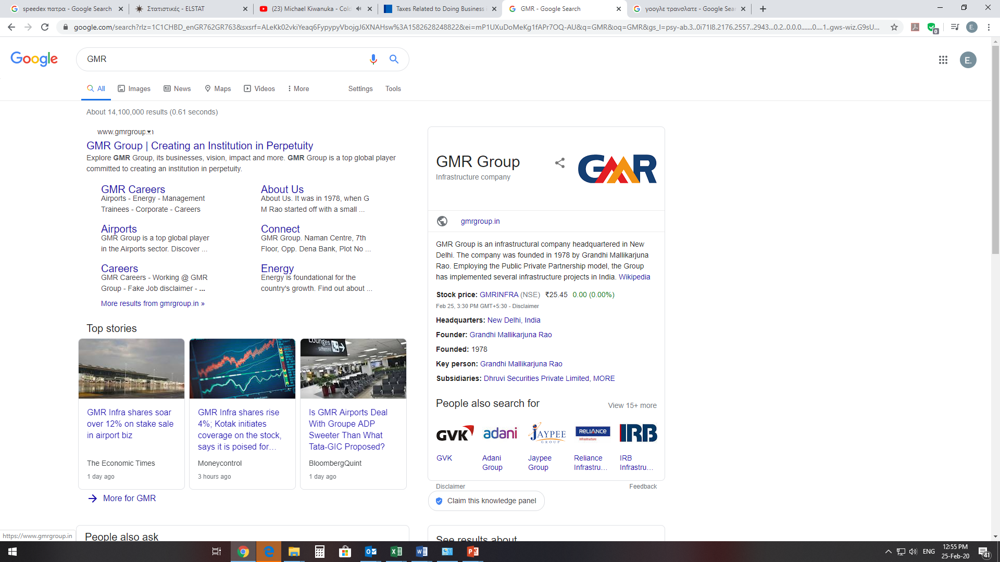 speedex πατρα - Google Search
Στατιστικές - ELSTAT
(23) Michael Kiwanuka - Col
Taxes Related to Doing Business i
GMR - Google Search
γοογλε τρανσλατε - Google Sea
google.com/search?rlz=1C1CHBD_enGR762GR763&sxsrf=ALeKk02vkiYeaq6FypypyVbojgJ6XNAHsw%3A1582628248822&ei=mP1UXuDoMeKg1fAPr7OQ-AU&q=GMR&oq=GMR&gs_l=psy-ab.3..0i71l8.2176.2557..2943...0.2..0.0.0.......0....1..gws-wiz.G9sU...
0
E.
Google
GMR
E.
All
Images
News
Maps
Videos
More
Settings
Tools
About 14,100,000 results (0.61 seconds)
www.gmrgroup.in
GMR Group | Creating an Institution in Perpetuity
Explore GMR Group, its businesses, vision, impact and more. GMR Group is a top global player
committed to creating an institution in perpetuity.
GMR Careers
Airports - Energy - Management
Trainees - Corporate - Careers
About Us
About Us. It was in 1978, when G
M Rao started off with a small ...
Airports
GMR Group is a top global player
in the Airports sector. Discover ...
Connect
GMR Group. Naman Centre, 7th
Floor, Opp. Dena Bank, Plot No ...
Careers
GMR Careers - Working @ GMR
Group - Fake Job disclaimer - ...
Energy
Energy is foundational for the
country's growth. Find out about ...
More results from gmrgroup.in »
Top stories
Lounges
GMR Infra shares soar
over 12% on stake sale
in airport biz
The Economic Times
1 day ago
GMR Infra shares rise
4%; Kotak initiates
coverage on the stock,
says it is poised for...
Moneycontrol
3 hours ago
Is GMR Airports Deal
With Groupe ADP
Sweeter Than What
Tata-GIC Proposed?
BloombergQuint
1 day ago
More for GMR
People also ask
GMR Group
Infrastructure company
GMR
gmrgroup.in
GMR Group is an infrastructural company headquartered in New
Delhi. The company was founded in 1978 by Grandhi Mallikarjuna
Rao. Employing the Public Private Partnership model, the Group
has implemented several infrastructure projects in India. Wikipedia
Stock price: GMRINFRA (NSE) ₹25.45 0.00 (0.00%)
Feb 25, 3:30 PM GMT+5:30 - Disclaimer
Headquarters: New Delhi, India
Founder: Grandhi Mallikarjuna Rao
Founded: 1978
Key person: Grandhi Mallikarjuna Rao
Subsidiaries: Dhruvi Securities Private Limited, MORE
People also search for
View 15+ more
GVK
adani
JAYPEE
GROUP
RELIANCE
Infrastructure
IRB
GVK
Adani
Group
Jaypee
Group
Reliance
Infrastru...
IRB
Infrastru...
Disclaimer
Feedback
Claim this knowledge panel
See results about
https://www.gmrgroup.in
ENG
12:55 PM
25-Feb-20
41